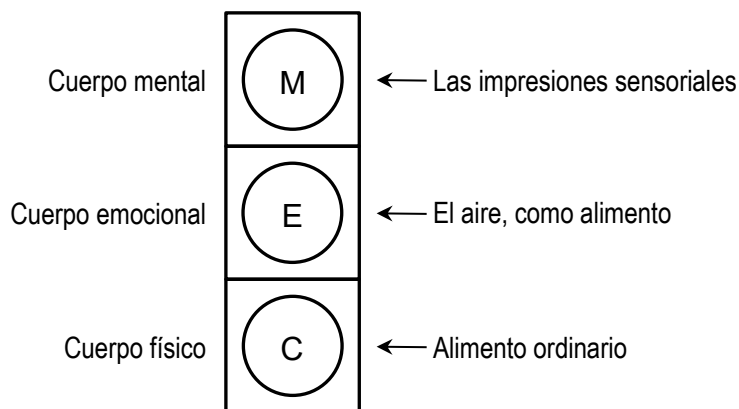 Cuerpo mental M Las impresiones sensoriales
Cuerpo emocional E El aire, como alimento
Cuerpo físico C Alimento ordinario